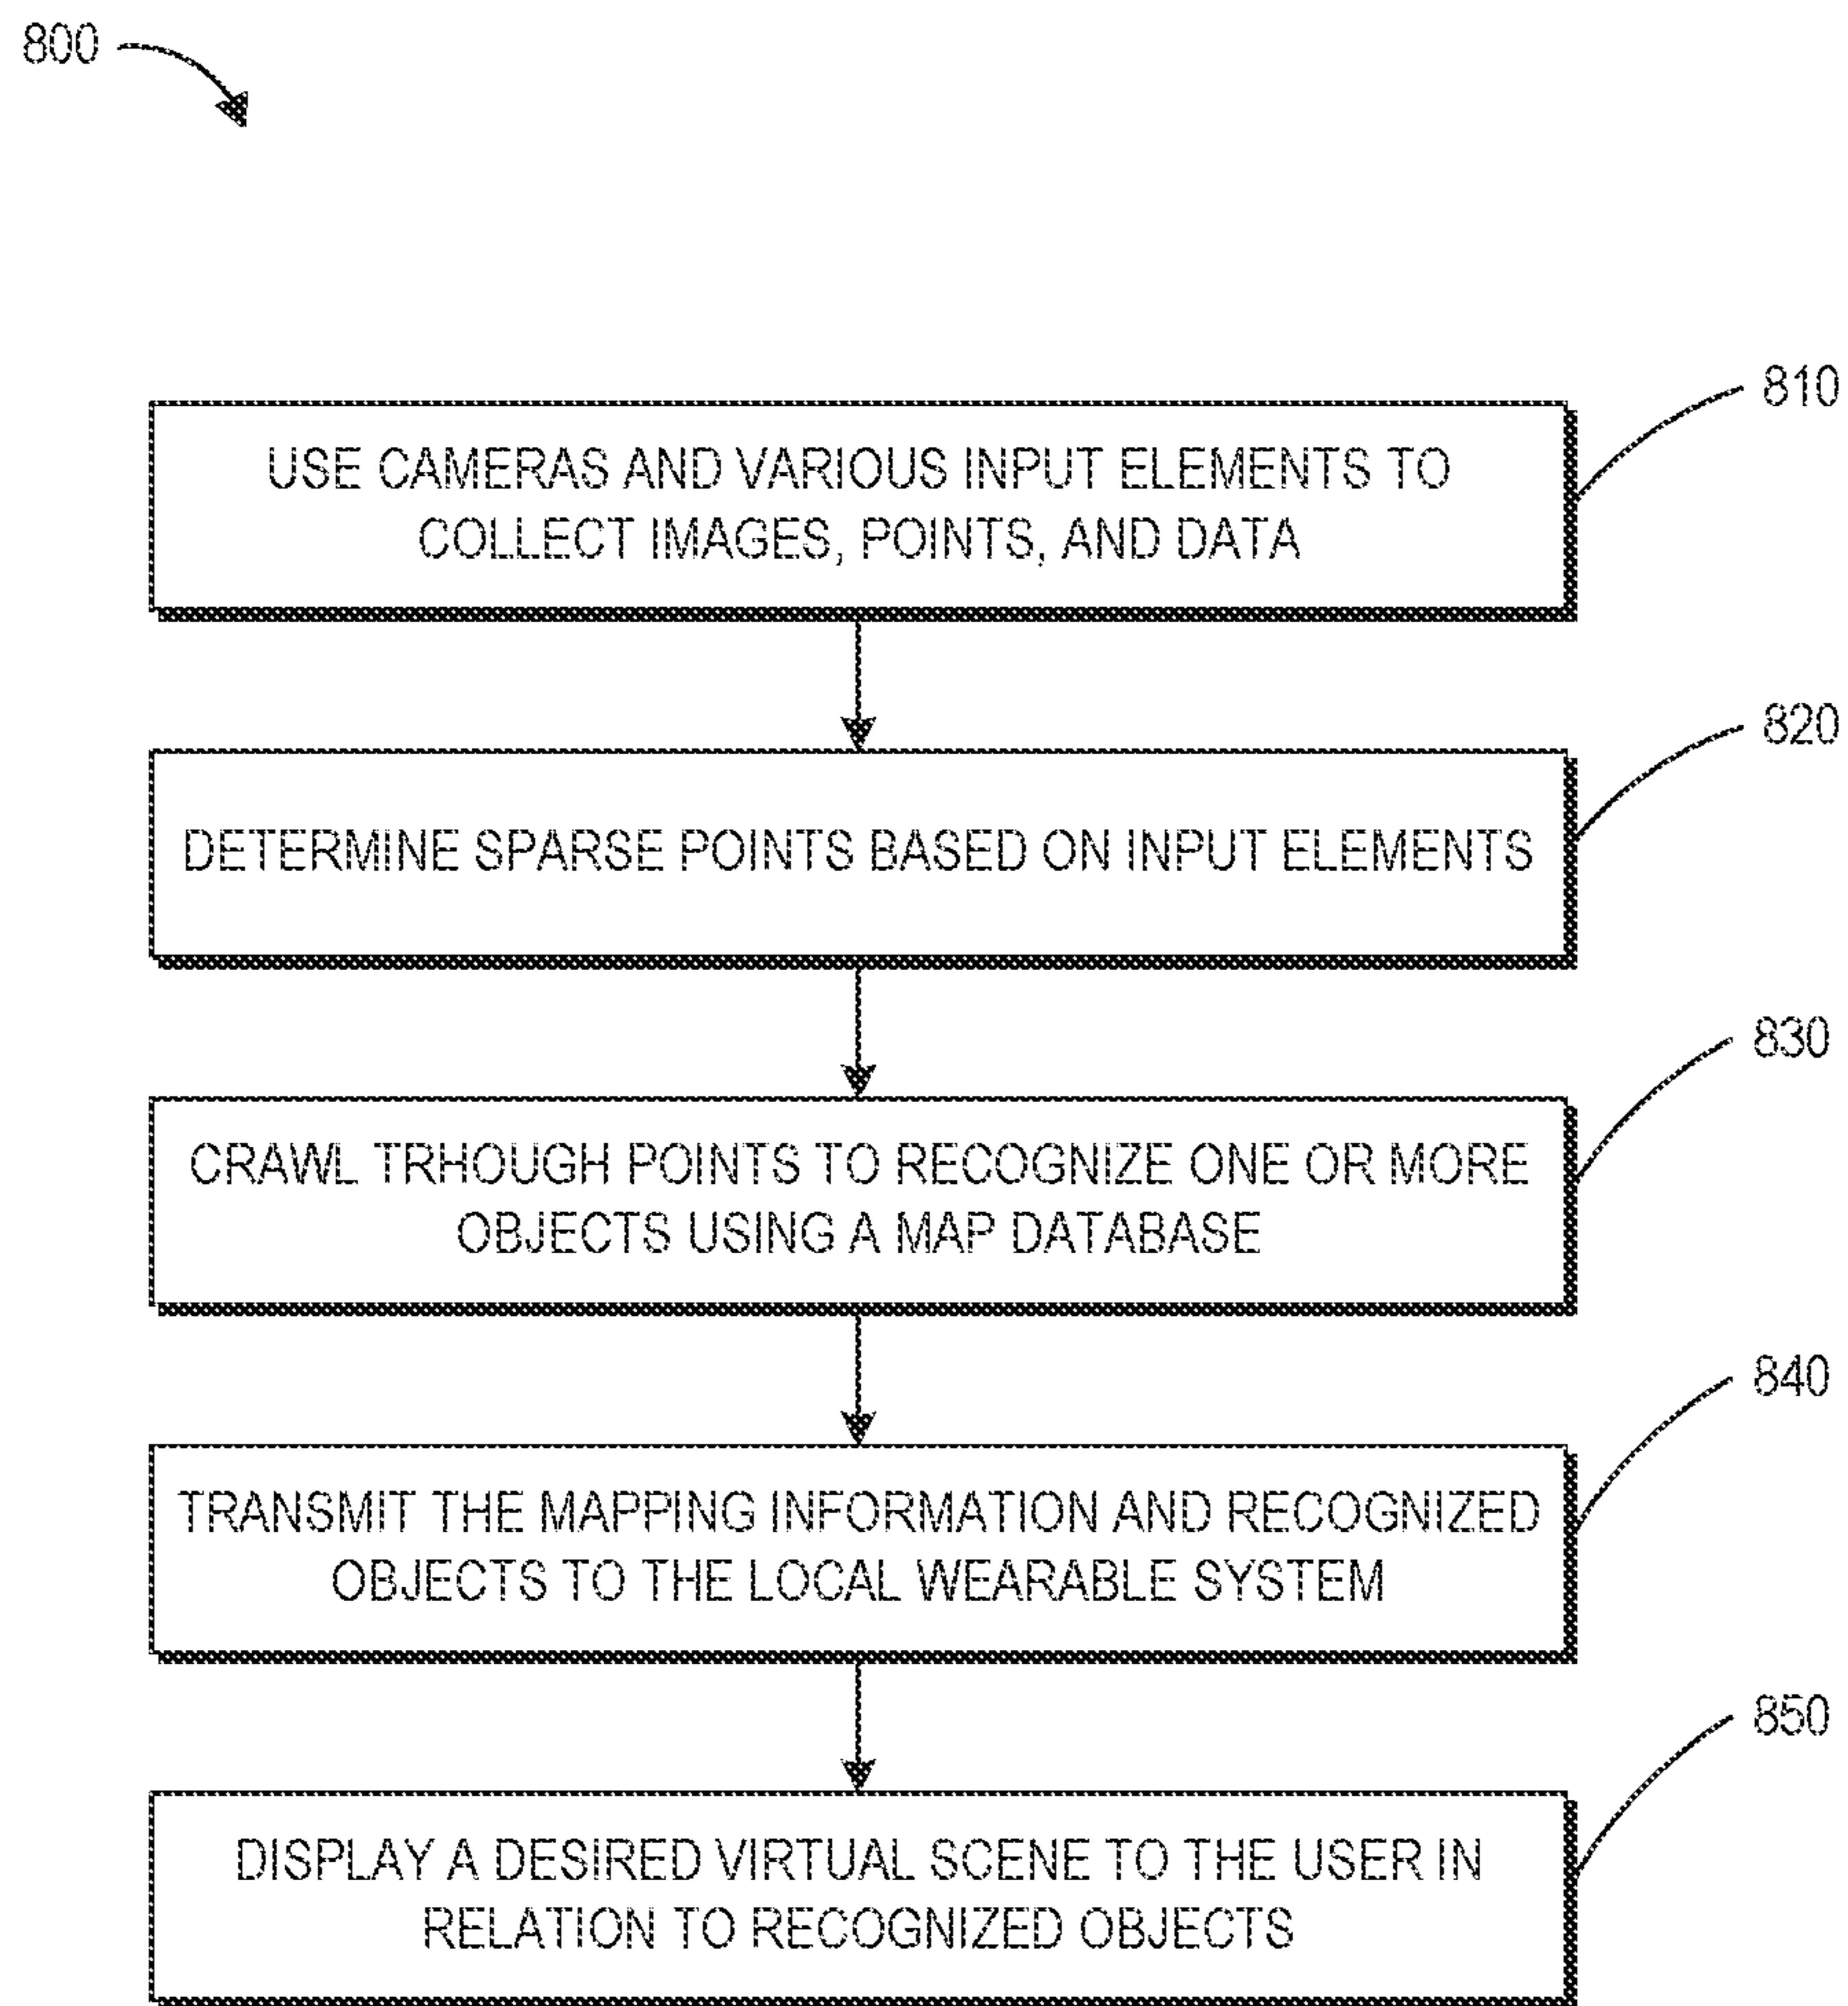 800
810
USE CAMERAS AND VARIOUS INPUT ELEMENTS TO
COLLECT IMAGES, POINTS, AND DATA
820
DETERMINE SPARSE POINTS BASED ON INPUT ELEMENTS
830
CRAWL TRHOUGH POINTS TO RECOGNIZE ONE OR MORE
OBJECTS USING A MAP DATABASE
840
TRANSMIT THE MAPPING INFORMATION AND RECOGNIZED
OBJECTS TO THE LOCAL WEARABLE SYSTEM
850
DISPLAY A DESIRED VIRTUAL SCENE TO THE USER IN
RELATION TO RECOGNIZED OBJECTS